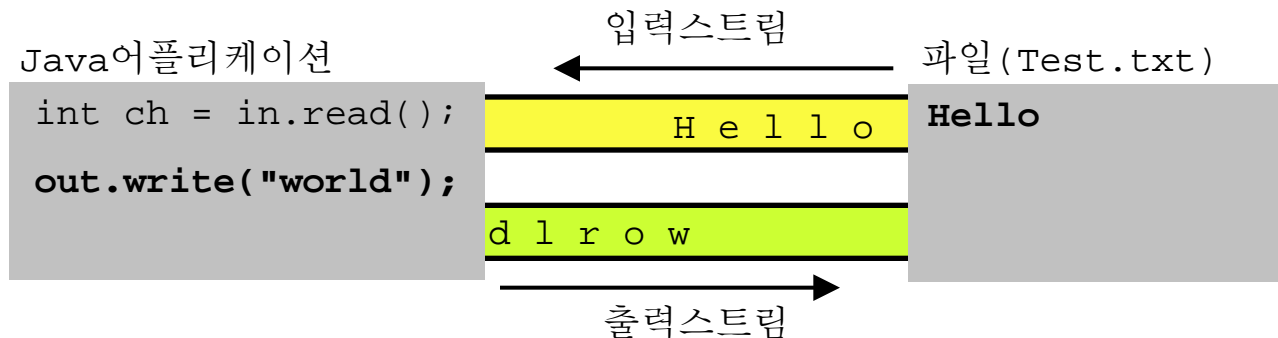 입력스트림
Java어플리케이션
파일(Test.txt)
int ch = in.read();
H e l l o
Hello
out.write("world");
d l r o w
출력스트림